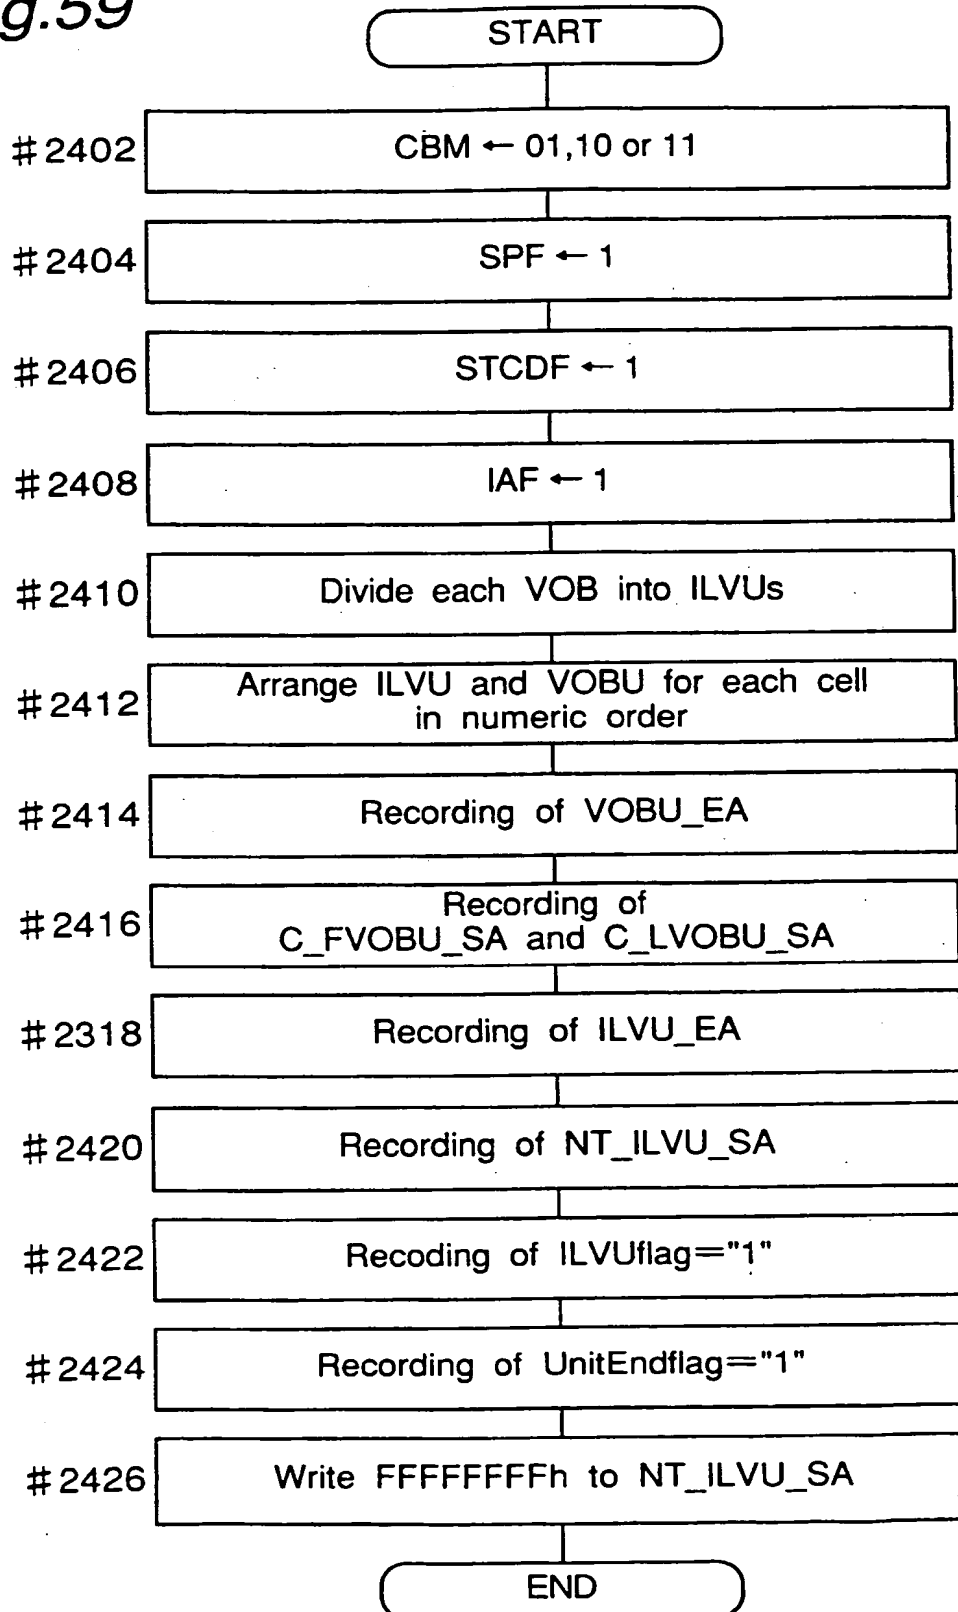 g.59
START
#2402 CBM ← 01,10 or 11
#2404 SPF ← 1
#2406 STCDF ← 1
#2408 IAF ← 1
#2410 Divide each VOB into ILVUs
#2412 Arrange ILVU and VOBU for each cell
in numeric order
#2414 Recording of VOBU_EA
#2416 Recording of
C_FVOBU_SA and C_LVOBU_SA
#2318 Recording of ILVU_EA
#2420 Recording of NT_ILVU_SA
#2422 Recoding of ILVUflag="1"
#2424 Recording of UnitEndflag="1"
#2426 Write FFFFFFFFh to NT_ILVU_SA
END